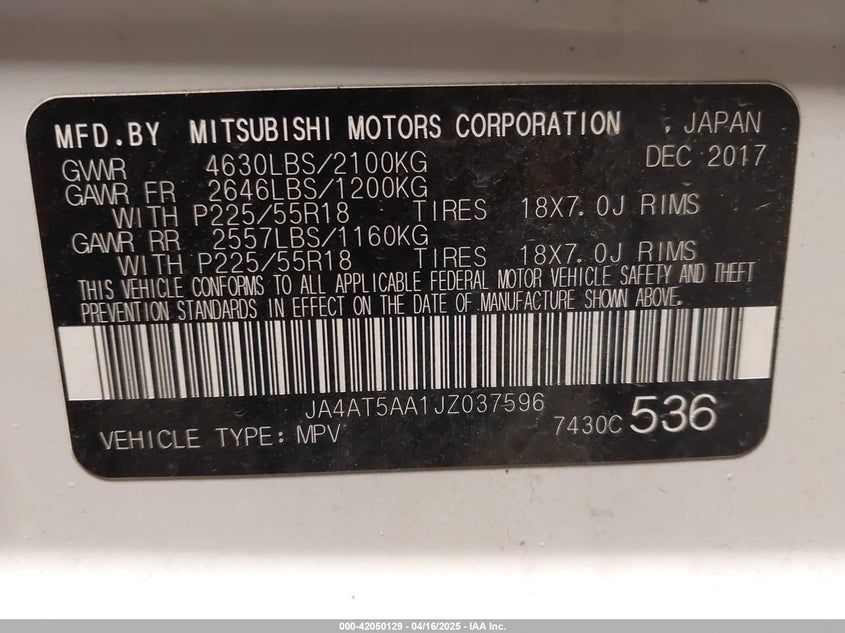 MFD.BY MITSUBISHI MOTORS CORPORATION , JAPAN
GVWR 4630LBS/2100KG DEC 2017
GAWR FR 2646LBS/1200KG
WITH P225/55R18 TIRES 18X7.0J RIMS
GAWR RR 2557LBS/1160KG
WITH P225/55R18 TIRES 18X7.0J RIMS
THIS VEHICLE CONFORMS TO ALL APPLICABLE FEDERAL MOTOR VEHICLE SAFETY AND THEFT
PREVENTION STANDARDS IN EFFECT ON THE DATE OF MANUFACTURE SHOWN ABOVE.
JA4AT5AA1JZ037596
VEHICLE TYPE: MPV 7430C 536
000-42050129 - 04/16/2025 - IAA Inc.